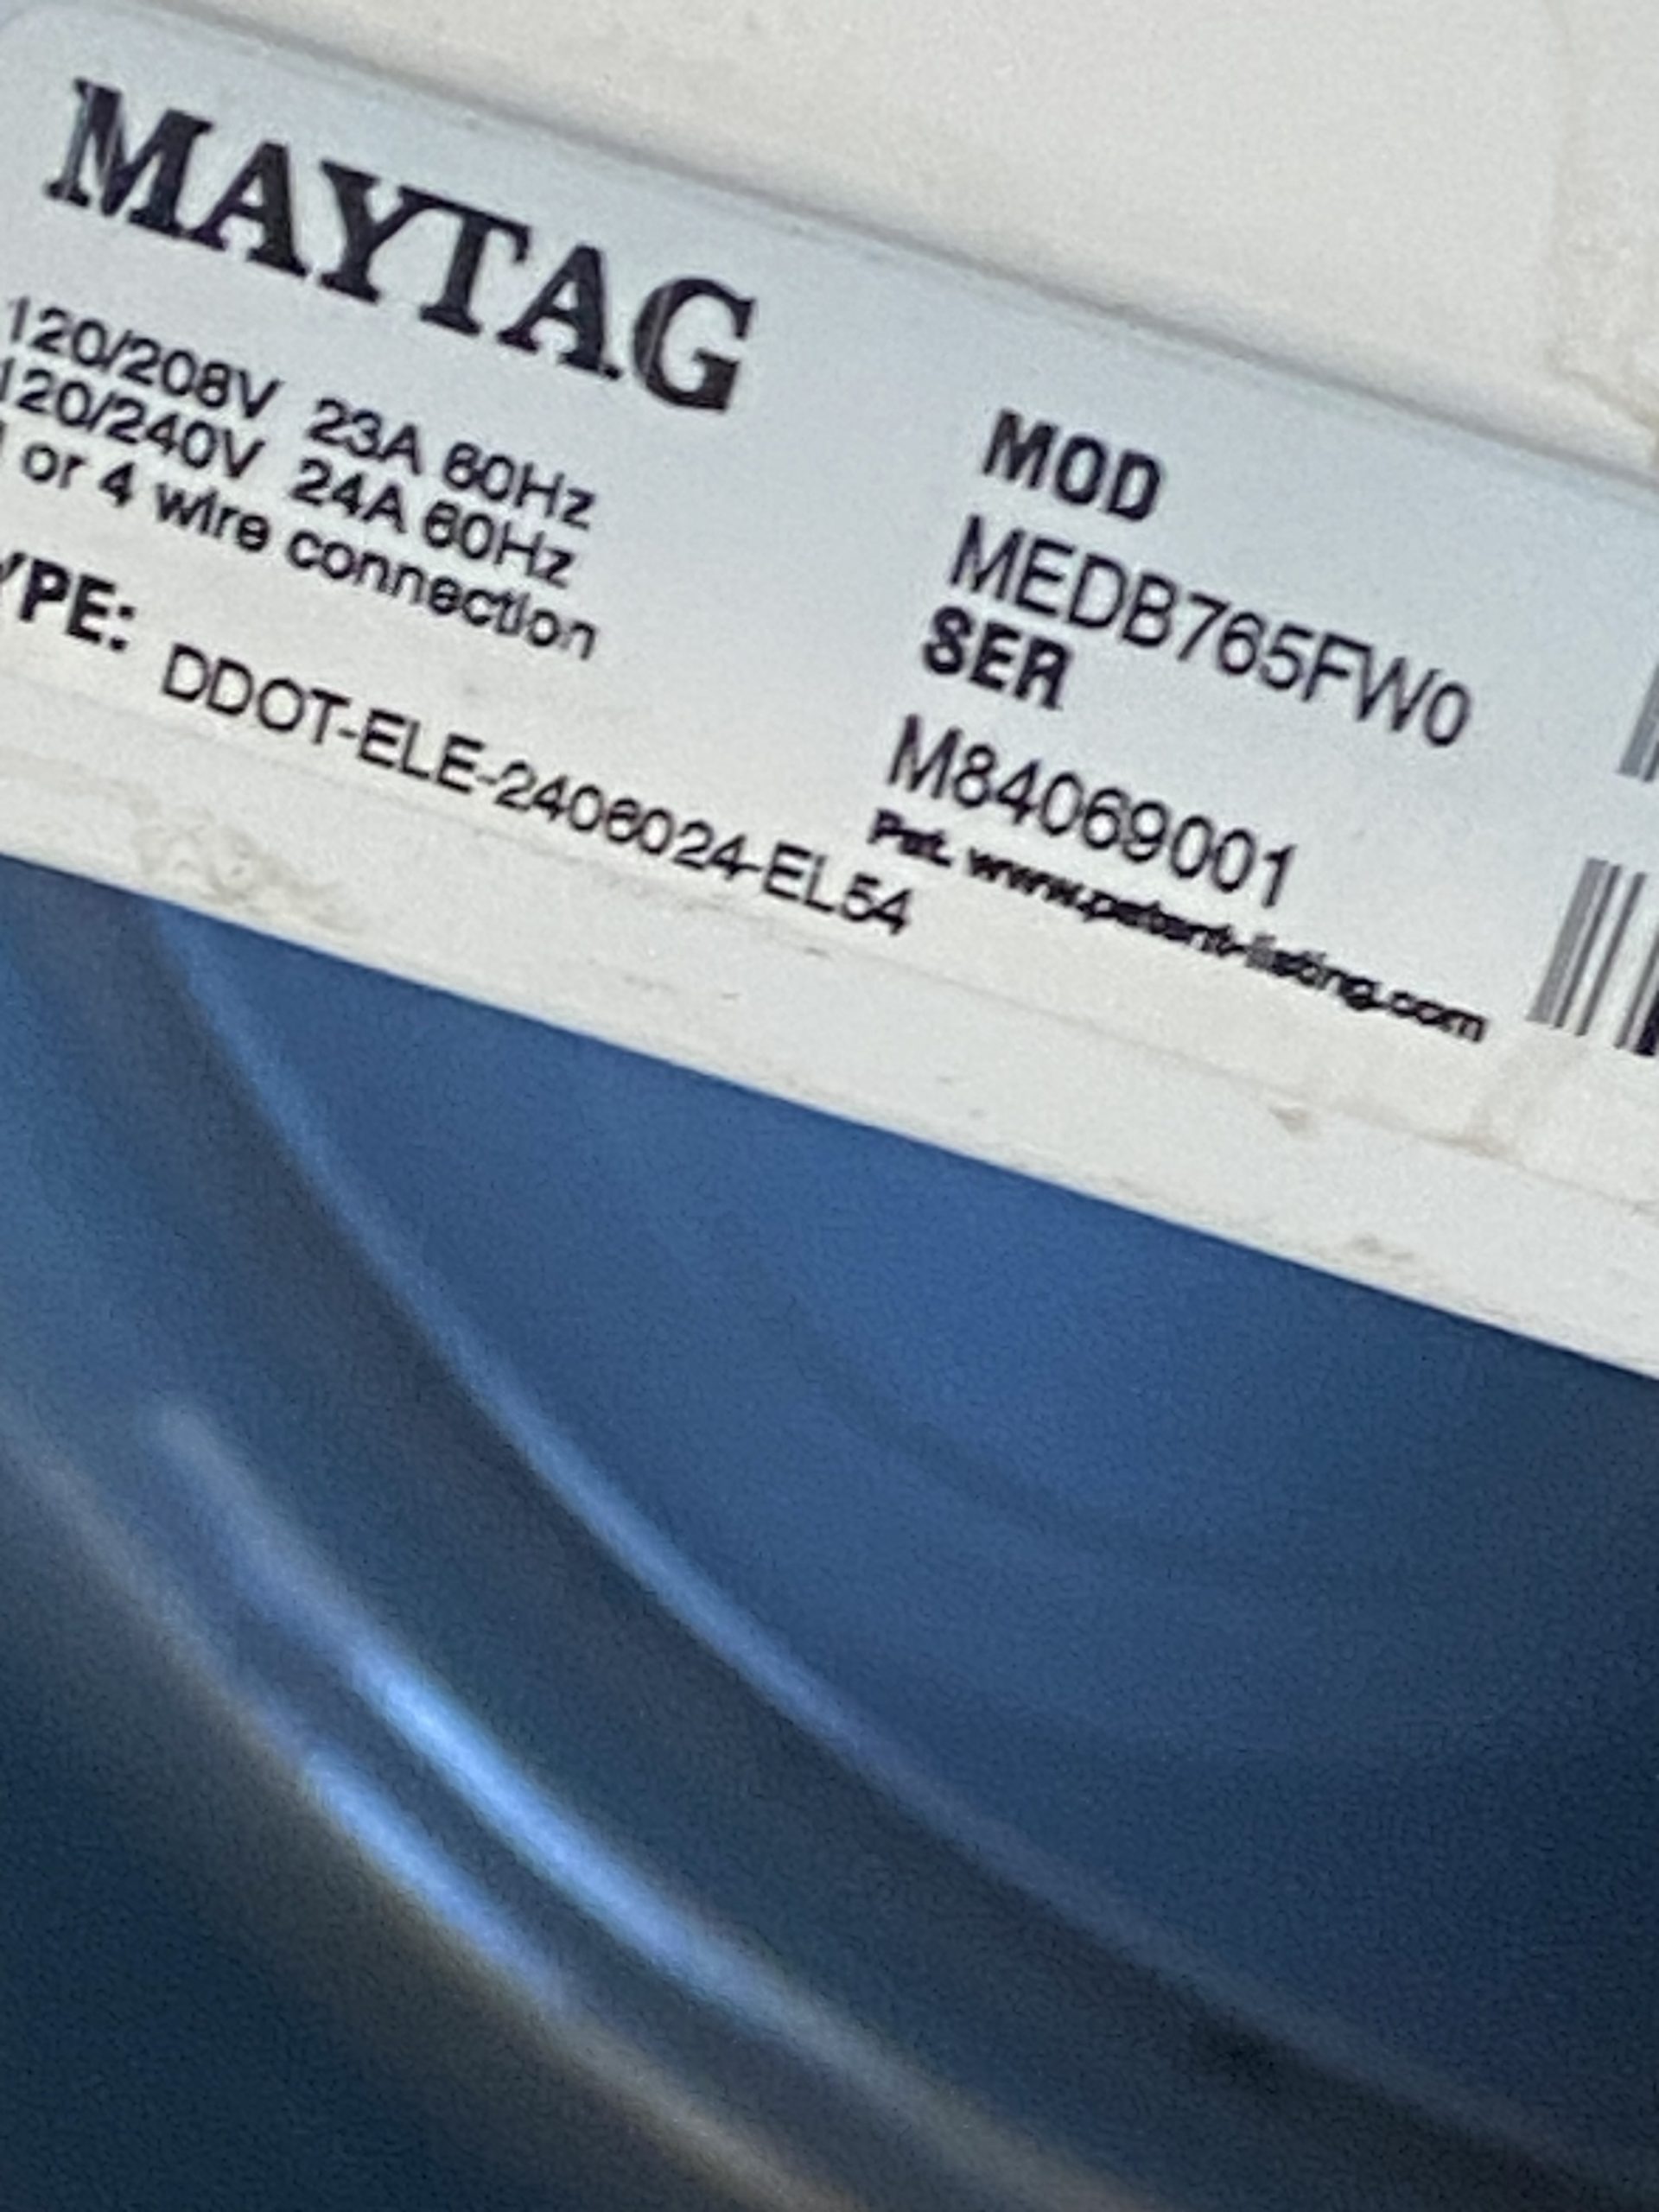 MAYTAG
120/208V 23A 60Hz
120/240V 24A 60Hz
or 4 wire connection
YPE: DDOT-ELE-2406024-EL54
MOD
MEDB765FW0
SER
M84069001
Pat. www.patent-listing.com